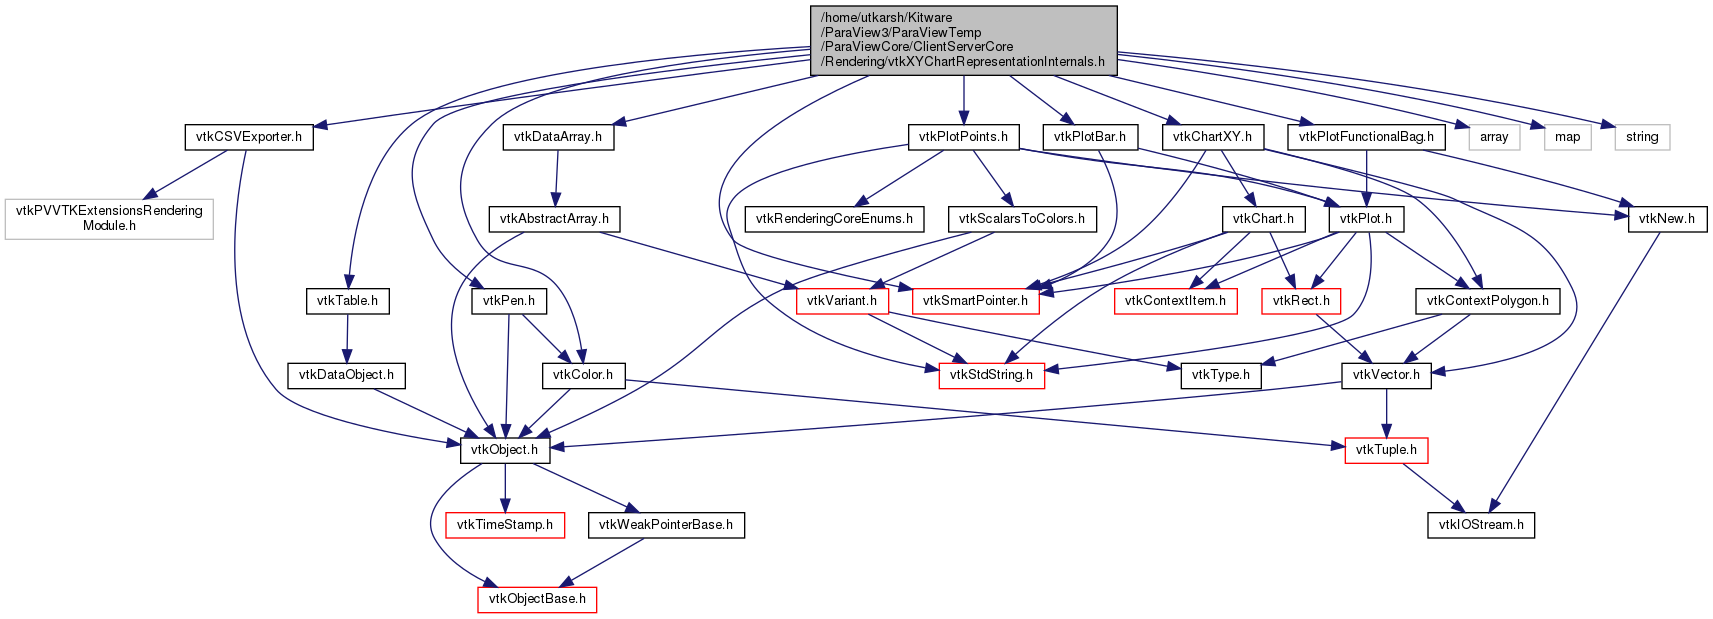 /home/utkarsh/Kitware
/ParaView3/ParaViewTemp
/ParaViewCore/ClientServerCore
/Rendering/vtkXYChartRepresentationInternals.h
vtkCSVExporter.h
vtkDataArray.h
vtkPlotPoints.h
vtkPlotBar.h
vtkChartXY.h
vtkPlotFunctionalBag.h
array
map
string
vtkPVVTKExtensionsRendering
Module.h
vtkAbstractArray.h
vtkRenderingCoreEnums.h
vtkScalarsToColors.h
vtkChart.h
vtkPlot.h
vtkNew.h
vtkTable.h
vtkPen.h
vtkVariant.h
vtkSmartPointer.h
vtkContextItem.h
vtkRect.h
vtkContextPolygon.h
vtkDataObject.h
vtkColor.h
vtkStdString.h
vtkType.h
vtkVector.h
vtkObject.h
vtkTuple.h
vtkTimeStamp.h
vtkWeakPointerBase.h
vtkIOStream.h
vtkObjectBase.h